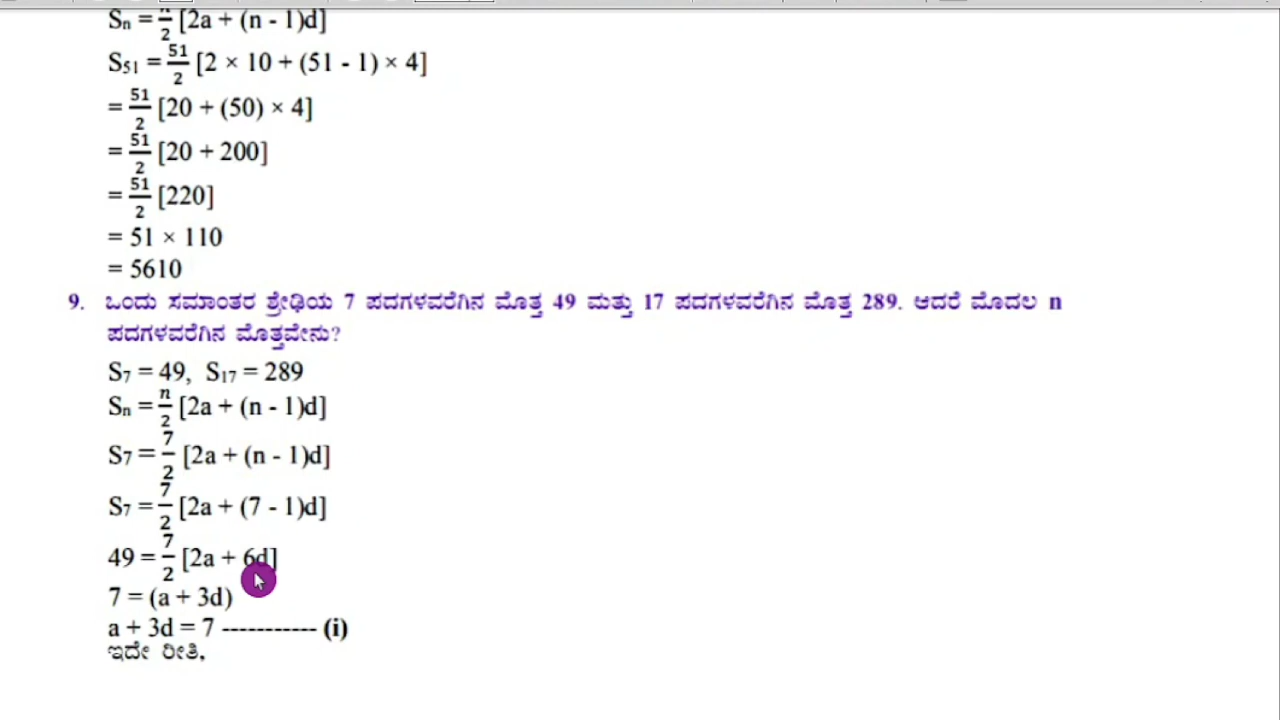 Sn = n/2 [2a + (n - 1)d]
S51 = 51/2 [2 × 10 + (51 - 1) × 4]
= 51/2 [20 + (50) × 4]
= 51/2 [20 + 200]
= 51/2 [220]
= 51 × 110
= 5610
9. ಒಂದು ಸಮಾಂತರ ಶ್ರೇಢಿಯ 7 ಪದಗಳವರೆಗಿನ ಮೊತ್ತ 49 ಮತ್ತು 17 ಪದಗಳವರೆಗಿನ ಮೊತ್ತ 289. ಆದರೆ ಮೊದಲ n
ಪದಗಳವರೆಗಿನ ಮೊತ್ತವೇನು?
S7 = 49, S17 = 289
Sn = n/2 [2a + (n - 1)d]
S7 = 7/2 [2a + (n - 1)d]
S7 = 7/2 [2a + (7 - 1)d]
49 = 7/2 [2a + 6d]
7 = (a + 3d)
a + 3d = 7 ----------- (i)
ಇದೇ ರೀತಿ,